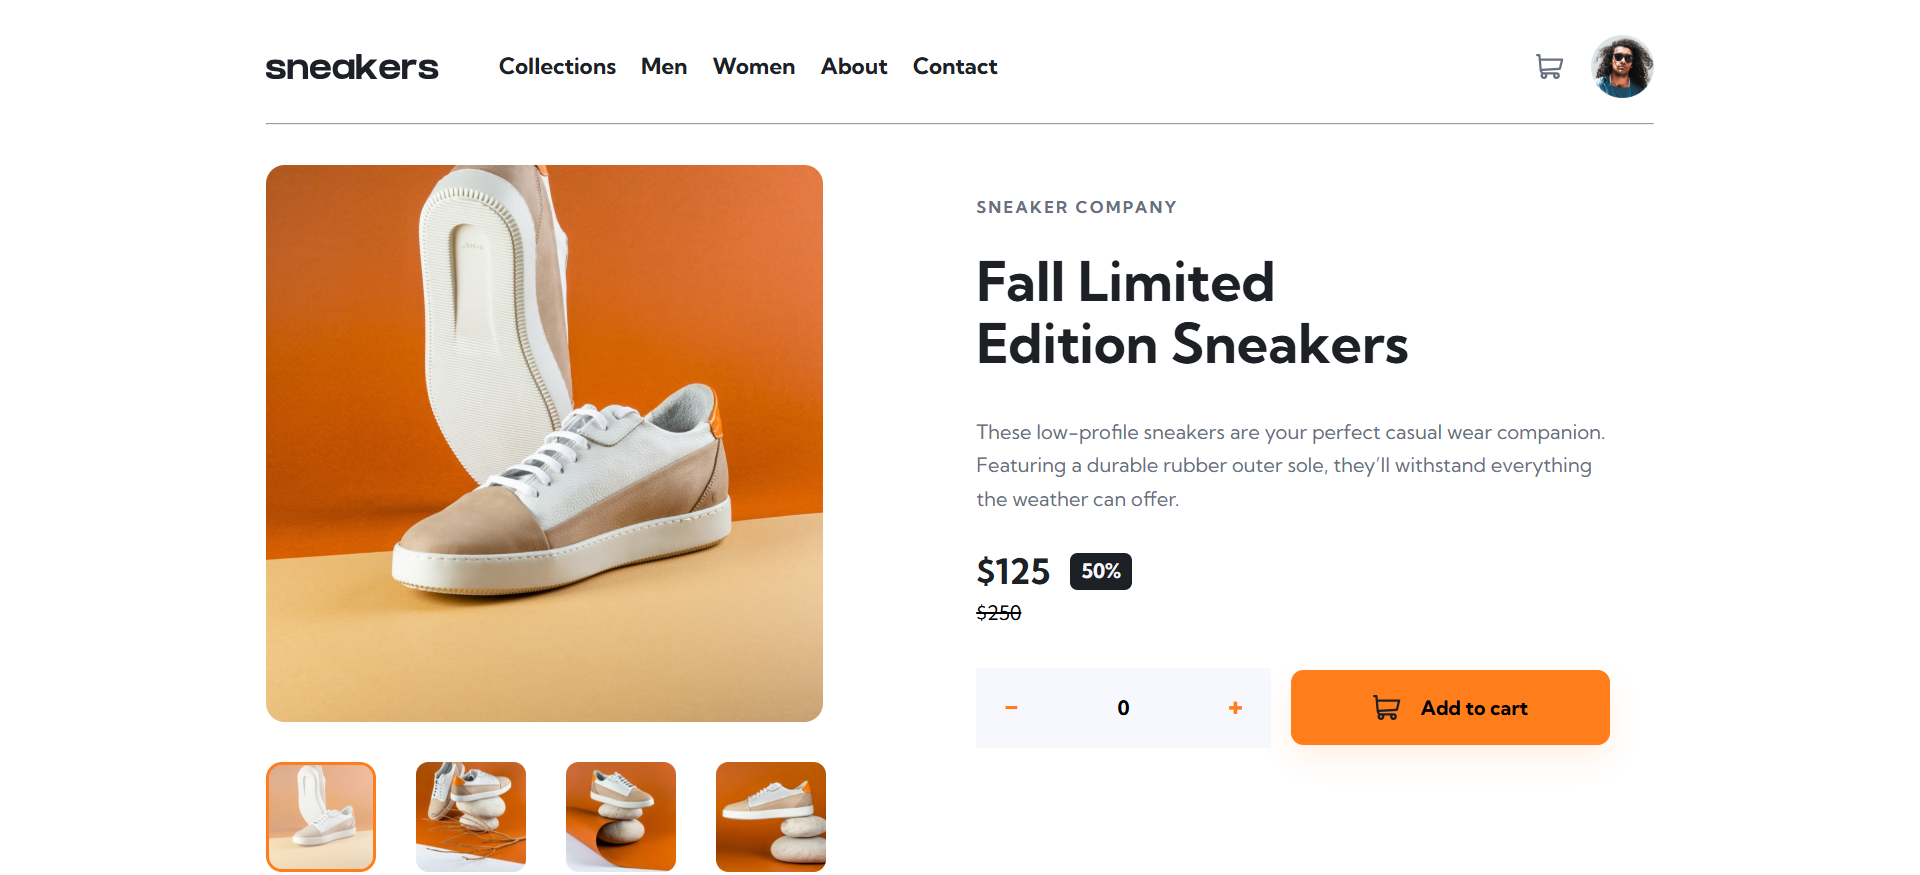 sneakers Collections Men Women About Contact
SNEAKER COMPANY
Fall Limited
Edition Sneakers
These low-profile sneakers are your perfect casual wear companion.
Featuring a durable rubber outer sole, they’ll withstand everything
the weather can offer.
$125 50%
$250
− 0 + Add to cart